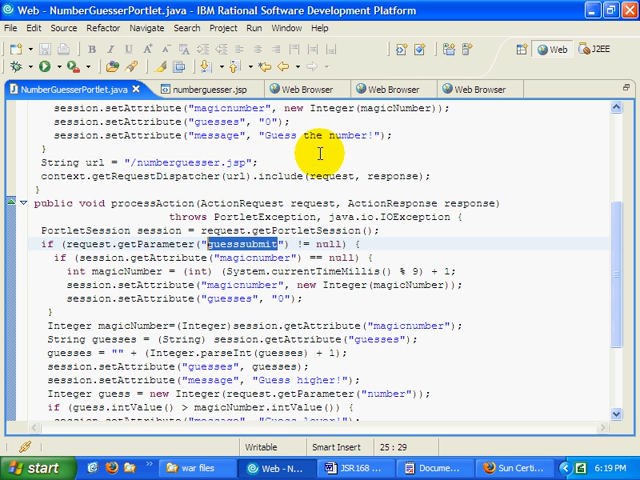 Web - NumberGuesserPortlet.java - IBM Rational Software Development Platform
File Edit Source Refactor Navigate Search Project Run Window Help
Web J2EE
NumberGuesserPortlet.java numberguesser.jsp Web Browser Web Browser Web Browser
session.setAttribute("magicnumber", new Integer(magicNumber));
session.setAttribute("guesses", "0");
session.setAttribute("message", "Guess the number!");
}
String url = "/numberguesser.jsp";
context.getRequestDispatcher(url).include(request, response);
}
public void processAction(ActionRequest request, ActionResponse response)
throws PortletException, java.io.IOException {
PortletSession session = request.getPortletSession();
if (request.getParameter("guesssubmit") != null) {
if (session.getAttribute("magicnumber") == null) {
int magicNumber = (int) (System.currentTimeMillis() % 9) + 1;
session.setAttribute("magicnumber", new Integer(magicNumber));
session.setAttribute("guesses", "0");
}
Integer magicNumber=(Integer)session.getAttribute("magicnumber");
String guesses = (String) session.getAttribute("guesses");
guesses = "" + (Integer.parseInt(guesses) + 1);
session.setAttribute("guesses", guesses);
session.setAttribute("message", "Guess higher!");
Integer guess = new Integer(request.getParameter("number"));
if (guess.intValue() > magicNumber.intValue()) {
session.setAttribute("message", "Guess lower!");
Writable Smart Insert 25 : 29
start war files Web - N... JSR168 ... Docume... Sun Certi... 6:19 PM